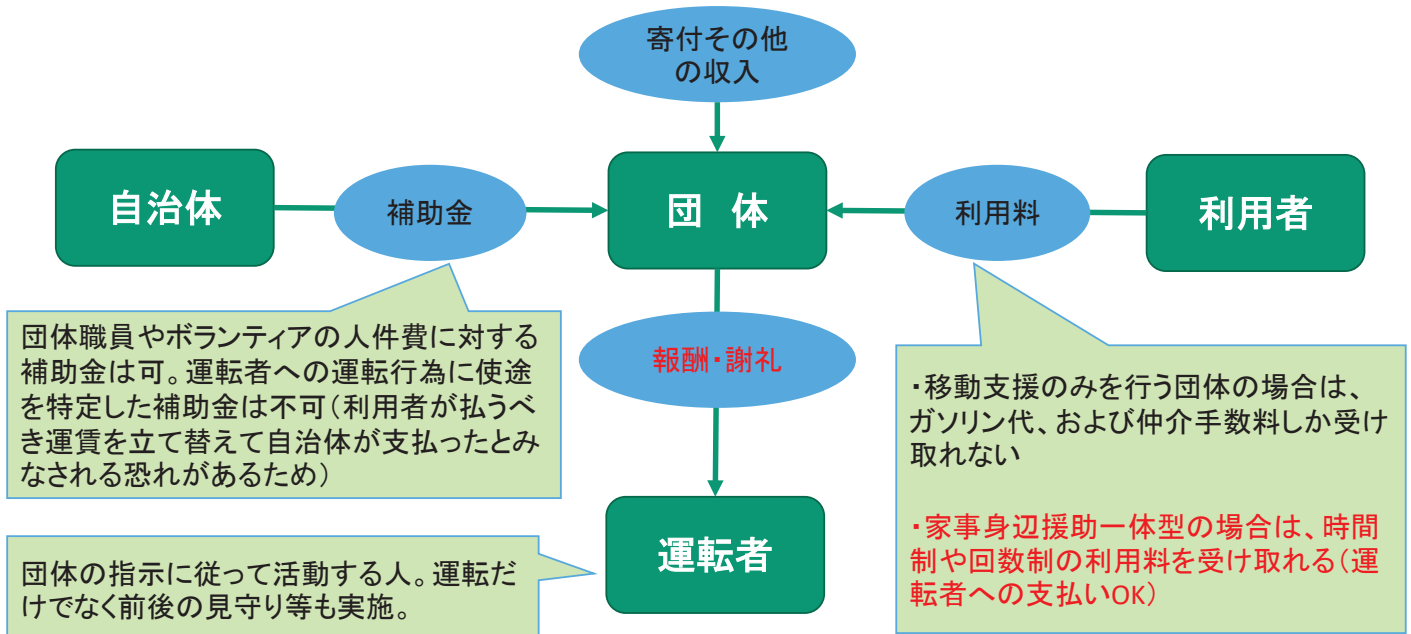 寄付その他
の収入
自治体
補助金
団　体
利用料
利用者
団体職員やボランティアの人件費に対する
補助金は可。運転者への運転行為に使途
を特定した補助金は不可（利用者が払うべ
き運賃を立て替えて自治体が支払ったとみ
なされる恐れがあるため）
報酬・謝礼
・移動支援のみを行う団体の場合は、
ガソリン代、および仲介手数料しか受け
取れない
・家事身辺援助一体型の場合は、時間
制や回数制の利用料を受け取れる（運
転者への支払いOK）
運転者
団体の指示に従って活動する人。運転だ
けでなく前後の見守り等も実施。